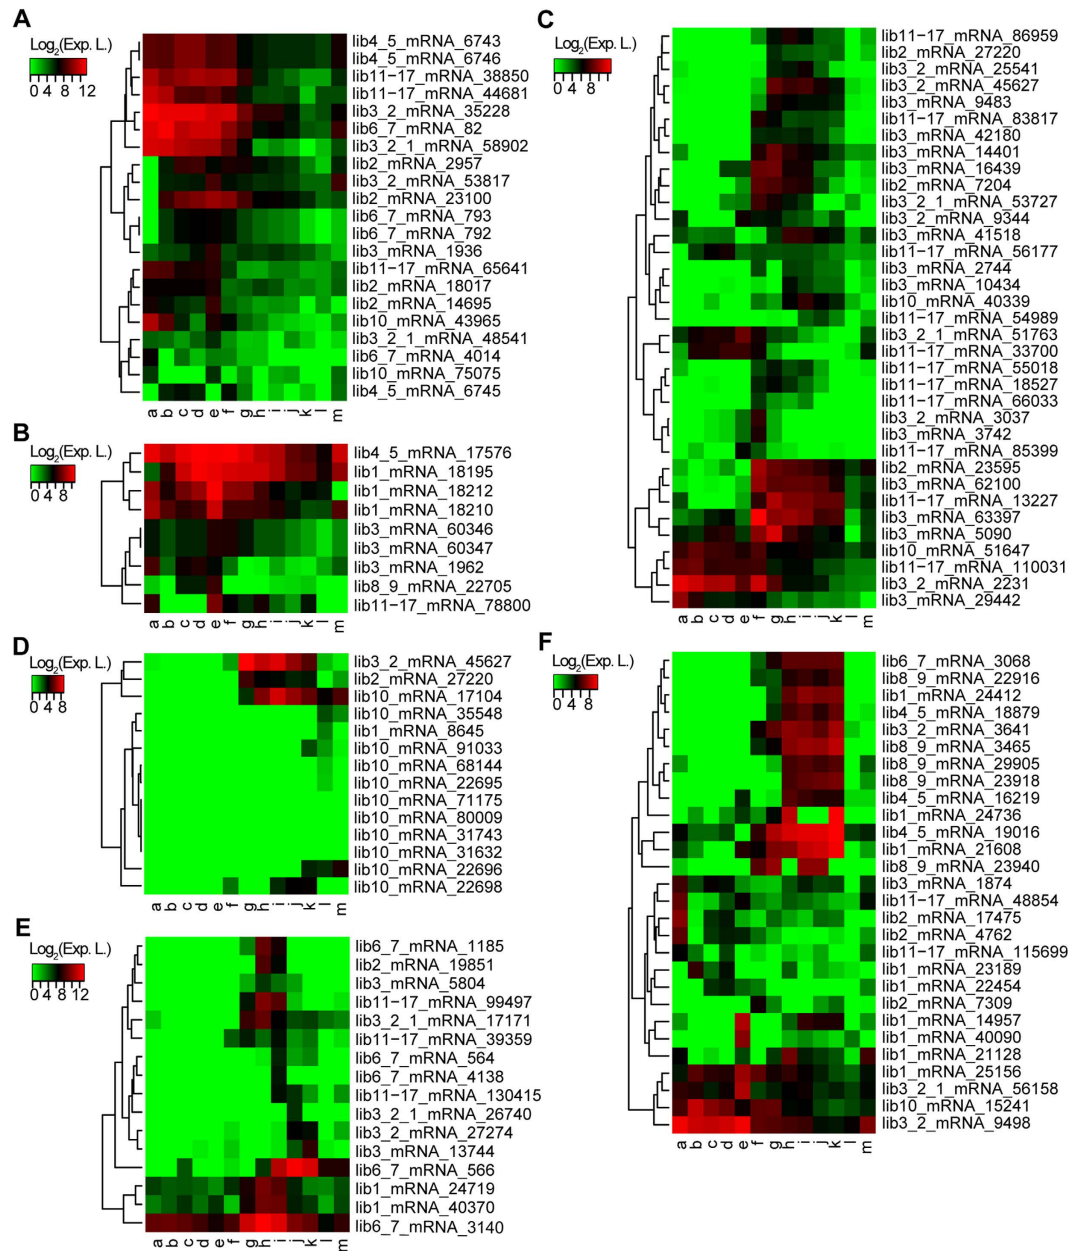 A
Log2(Exp. L.)
0 4 8 12
lib4_5_mRNA_6743
lib4_5_mRNA_6746
lib11-17_mRNA_38850
lib11-17_mRNA_44681
lib3_2_mRNA_35228
lib6_7_mRNA_82
lib3_2_1_mRNA_58902
lib2_mRNA_2957
lib3_2_mRNA_53817
lib2_mRNA_23100
lib6_7_mRNA_793
lib6_7_mRNA_792
lib3_mRNA_1936
lib11-17_mRNA_65641
lib2_mRNA_18017
lib2_mRNA_14695
lib10_mRNA_43965
lib3_2_1_mRNA_48541
lib6_7_mRNA_4014
lib10_mRNA_75075
lib4_5_mRNA_6745
a b c d e f g h i j k l m
B
Log2(Exp. L.)
0 4 8
lib4_5_mRNA_17576
lib1_mRNA_18195
lib1_mRNA_18212
lib1_mRNA_18210
lib3_mRNA_60346
lib3_mRNA_60347
lib3_mRNA_1962
lib8_9_mRNA_22705
lib11-17_mRNA_78800
a b c d e f g h i j k l m
C
Log2(Exp. L.)
0 4 8
lib11-17_mRNA_86959
lib2_mRNA_27220
lib3_2_mRNA_25541
lib3_2_mRNA_45627
lib3_mRNA_9483
lib11-17_mRNA_83817
lib3_mRNA_42180
lib3_mRNA_14401
lib3_mRNA_16439
lib2_mRNA_7204
lib3_2_1_mRNA_53727
lib3_2_mRNA_9344
lib3_mRNA_41518
lib11-17_mRNA_56177
lib3_mRNA_2744
lib3_mRNA_10434
lib10_mRNA_40339
lib11-17_mRNA_54989
lib3_2_1_mRNA_51763
lib11-17_mRNA_33700
lib11-17_mRNA_55018
lib11-17_mRNA_18527
lib11-17_mRNA_66033
lib3_2_mRNA_3037
lib3_mRNA_3742
lib11-17_mRNA_85399
lib2_mRNA_23595
lib3_mRNA_62100
lib11-17_mRNA_13227
lib3_mRNA_63397
lib3_mRNA_5090
lib10_mRNA_51647
lib11-17_mRNA_110031
lib3_2_mRNA_2231
lib3_mRNA_29442
a b c d e f g h i j k l m
D
Log2(Exp. L.)
0 4 8
lib3_2_mRNA_45627
lib2_mRNA_27220
lib10_mRNA_17104
lib10_mRNA_35548
lib1_mRNA_8645
lib10_mRNA_91033
lib10_mRNA_68144
lib10_mRNA_22695
lib10_mRNA_71175
lib10_mRNA_80009
lib10_mRNA_31743
lib10_mRNA_31632
lib10_mRNA_22696
lib10_mRNA_22698
a b c d e f g h i j k l m
E
Log2(Exp. L.)
0 4 8 12
lib6_7_mRNA_1185
lib2_mRNA_19851
lib3_mRNA_5804
lib11-17_mRNA_99497
lib3_2_1_mRNA_17171
lib11-17_mRNA_39359
lib6_7_mRNA_564
lib6_7_mRNA_4138
lib11-17_mRNA_130415
lib3_2_1_mRNA_26740
lib3_2_mRNA_27274
lib3_mRNA_13744
lib6_7_mRNA_566
lib1_mRNA_24719
lib1_mRNA_40370
lib6_7_mRNA_3140
a b c d e f g h i j k l m
F
Log2(Exp. L.)
0 4 8
lib6_7_mRNA_3068
lib8_9_mRNA_22916
lib1_mRNA_24412
lib4_5_mRNA_18879
lib3_2_mRNA_3641
lib8_9_mRNA_3465
lib8_9_mRNA_29905
lib8_9_mRNA_23918
lib4_5_mRNA_16219
lib1_mRNA_24736
lib4_5_mRNA_19016
lib1_mRNA_21608
lib8_9_mRNA_23940
lib3_mRNA_1874
lib11-17_mRNA_48854
lib2_mRNA_17475
lib2_mRNA_4762
lib11-17_mRNA_115699
lib1_mRNA_23189
lib1_mRNA_22454
lib2_mRNA_7309
lib1_mRNA_14957
lib1_mRNA_40090
lib1_mRNA_21128
lib1_mRNA_25156
lib3_2_1_mRNA_56158
lib10_mRNA_15241
lib3_2_mRNA_9498
a b c d e f g h i j k l m